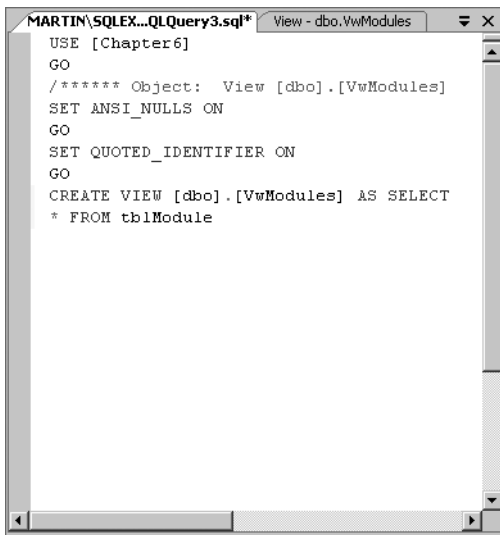 MARTIN\SQLEX...QLQuery3.sql* View - dbo.VwModules
USE [Chapter6]
GO
/****** Object:  View [dbo].[VwModules]
SET ANSI_NULLS ON
GO
SET QUOTED_IDENTIFIER ON
GO
CREATE VIEW [dbo].[VwModules] AS SELECT
* FROM tblModule